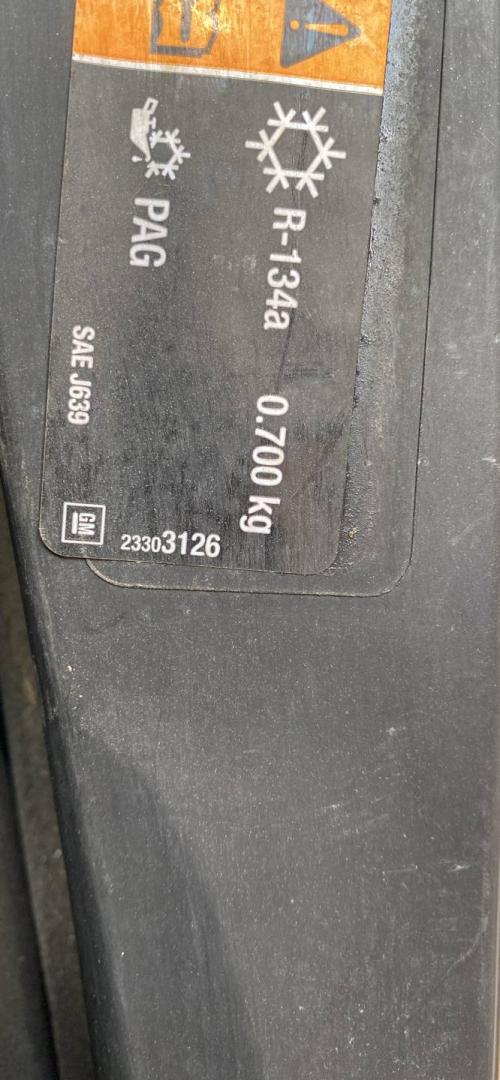 R-134a 0.700 kg
PAG
SAE J639
GM
23303126